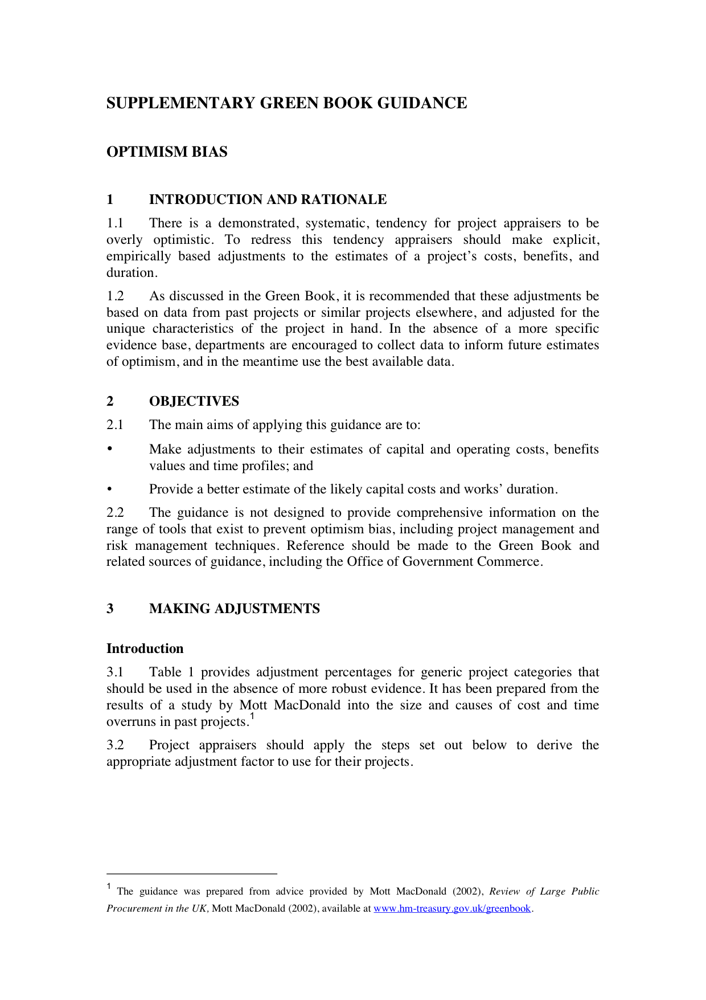 SUPPLEMENTARY GREEN BOOK GUIDANCE
OPTIMISM BIAS
1 INTRODUCTION AND RATIONALE
1.1 There is a demonstrated, systematic, tendency for project appraisers to be
overly optimistic. To redress this tendency appraisers should make explicit,
empirically based adjustments to the estimates of a project’s costs, benefits, and
duration.
1.2 As discussed in the Green Book, it is recommended that these adjustments be
based on data from past projects or similar projects elsewhere, and adjusted for the
unique characteristics of the project in hand. In the absence of a more specific
evidence base, departments are encouraged to collect data to inform future estimates
of optimism, and in the meantime use the best available data.
2 OBJECTIVES
2.1 The main aims of applying this guidance are to:
• Make adjustments to their estimates of capital and operating costs, benefits
values and time profiles; and
• Provide a better estimate of the likely capital costs and works’ duration.
2.2 The guidance is not designed to provide comprehensive information on the
range of tools that exist to prevent optimism bias, including project management and
risk management techniques. Reference should be made to the Green Book and
related sources of guidance, including the Office of Government Commerce.
3 MAKING ADJUSTMENTS
Introduction
3.1 Table 1 provides adjustment percentages for generic project categories that
should be used in the absence of more robust evidence. It has been prepared from the
results of a study by Mott MacDonald into the size and causes of cost and time
overruns in past projects.1
3.2 Project appraisers should apply the steps set out below to derive the
appropriate adjustment factor to use for their projects.
1 The guidance was prepared from advice provided by Mott MacDonald (2002), Review of Large Public
Procurement in the UK, Mott MacDonald (2002), available at www.hm-treasury.gov.uk/greenbook.